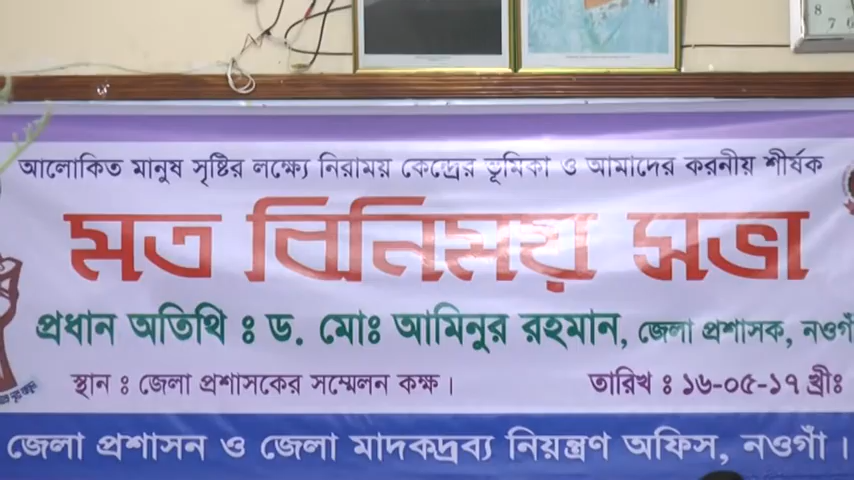 আলোকিত মানুষ সৃষ্টির লক্ষ্যে নিরাময় কেন্দ্রের ভূমিকা ও আমাদের করনীয় শীর্ষক
মত বিনিময় সভা
প্রধান অতিথি : ড. মোঃ আমিনুর রহমান, জেলা প্রশাসক,
স্থান : জেলা প্রশাসকের সম্মেলন কক্ষ।
তারিখ : ১৬-০৫-১৭ খ্রীঃ
জেলা প্রশাসন ও জেলা মাদকদ্রব্য নিয়ন্ত্রণ অফিস, নওগাঁ।